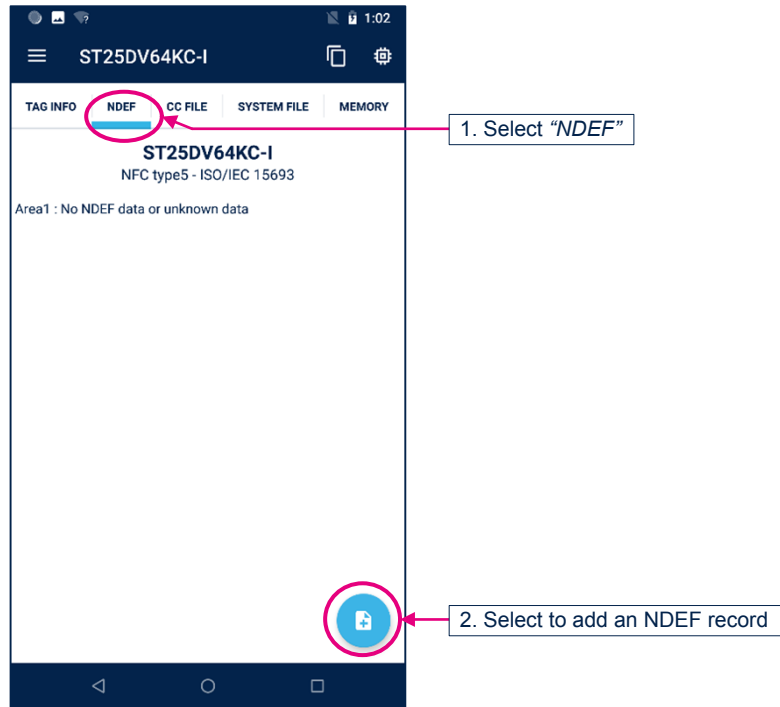 1:02
ST25DV64KC-I
TAG INFO NDEF CC FILE SYSTEM FILE MEMORY
1. Select “NDEF”
ST25DV64KC-I
NFC type5 - ISO/IEC 15693
Area1 : No NDEF data or unknown data
2. Select to add an NDEF record